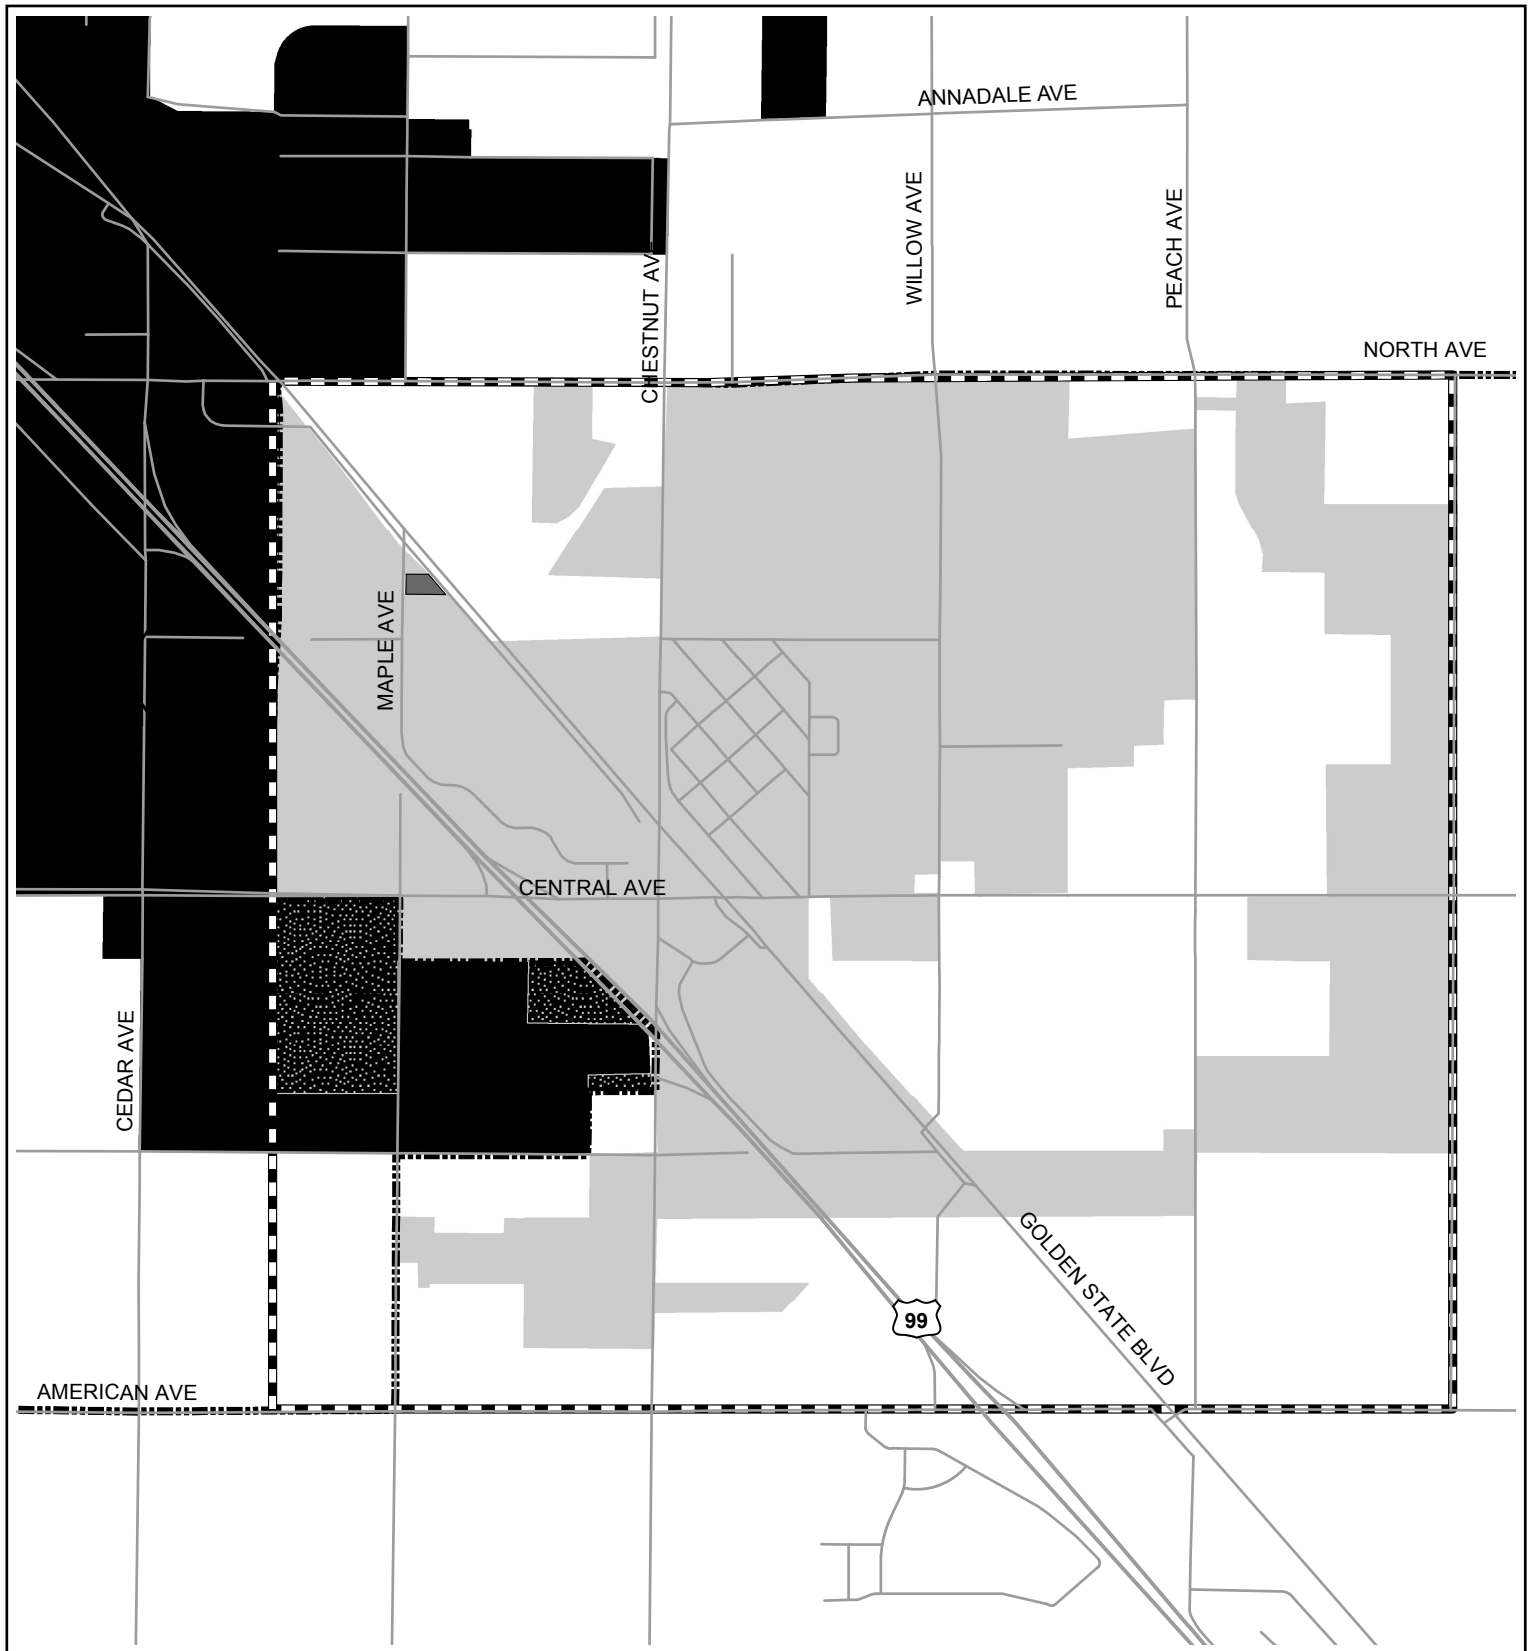 ANNADALE AVE
WILLOW AVE
PEACH AVE
CHESTNUT AV
NORTH AVE
MAPLE AVE
CENTRAL AVE
CEDAR AVE
GOLDEN STATE BLVD
99
AMERICAN AVE